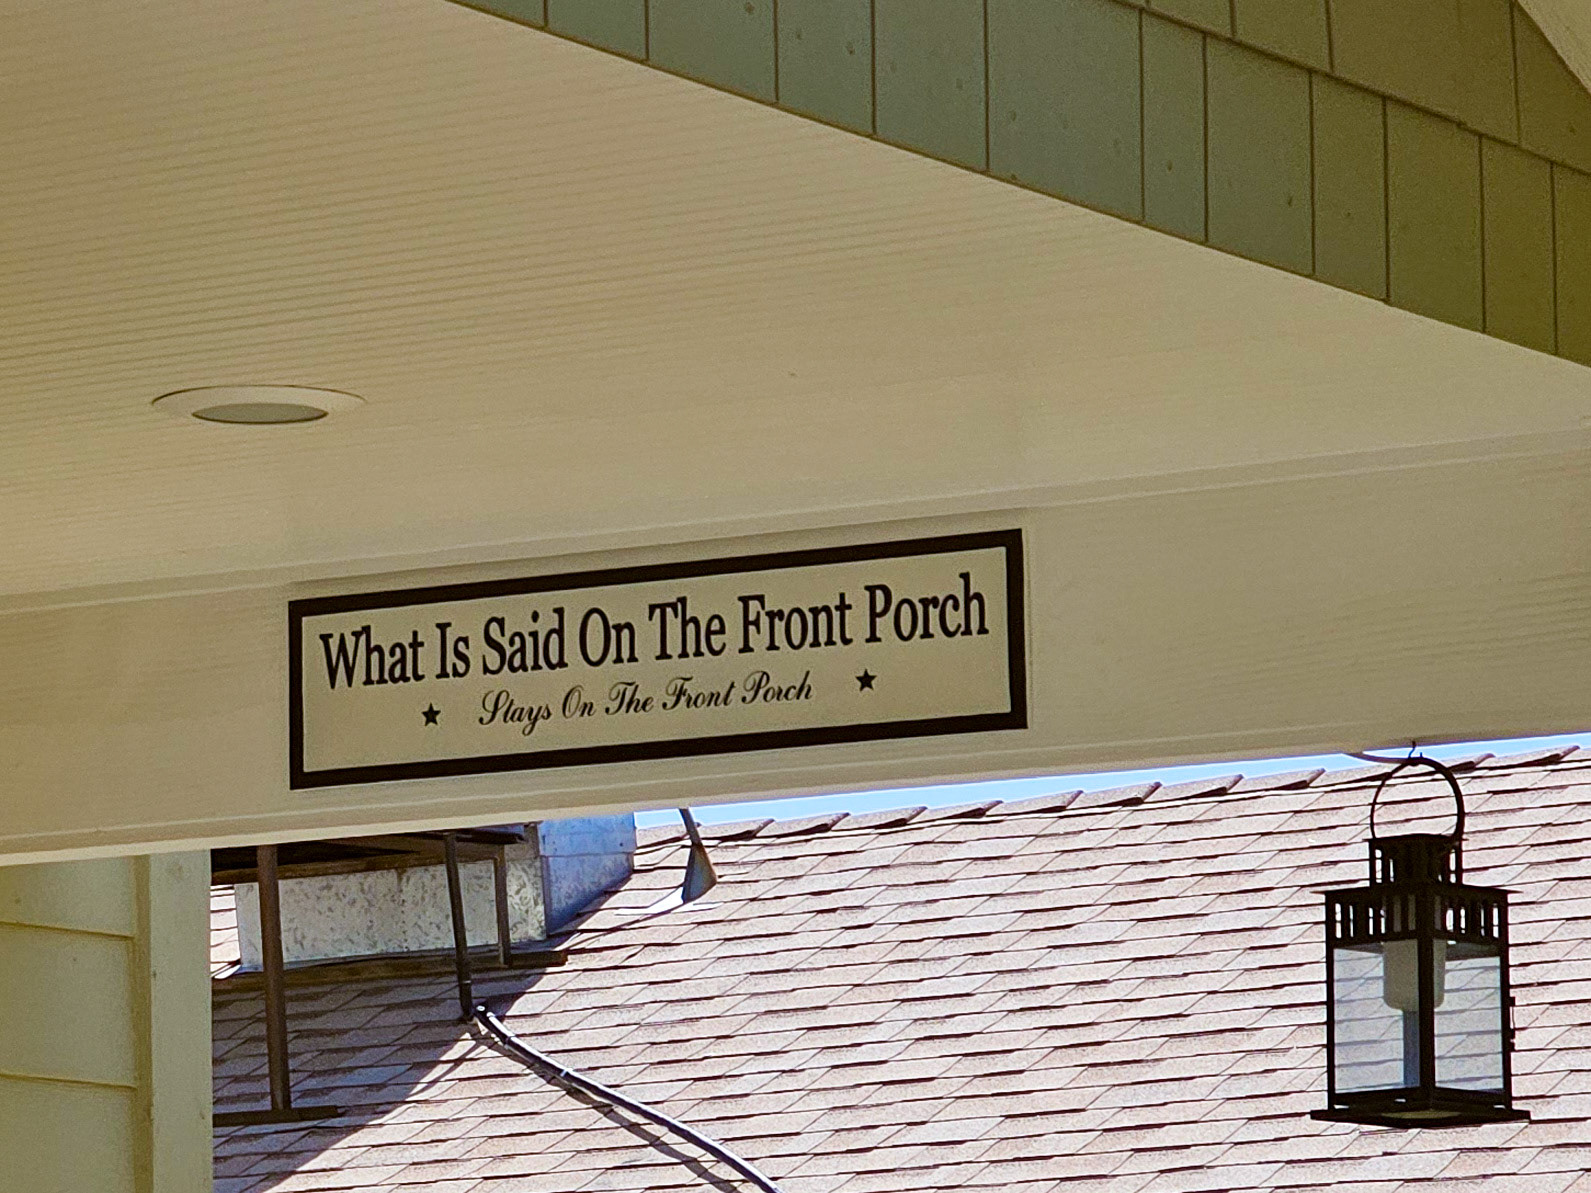 What Is Said On The Front Porch
Stays On The Front Porch